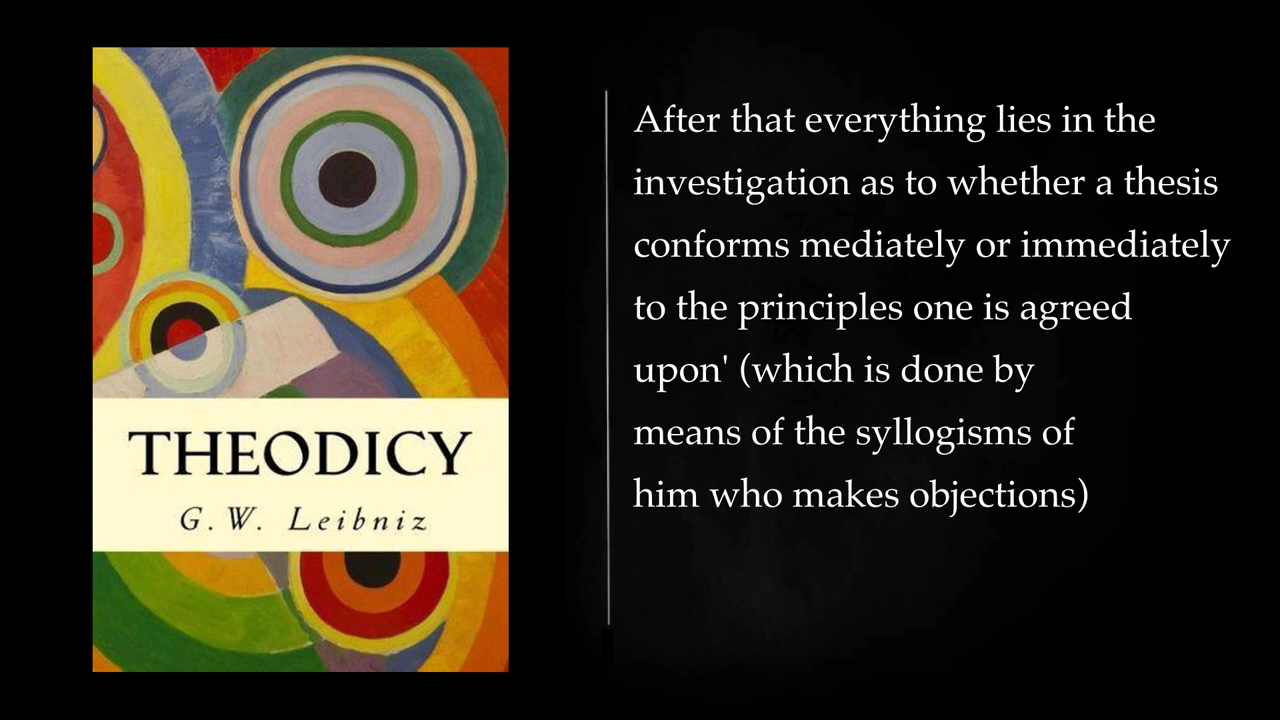 THEODICY
G.W. Leibniz
After that everything lies in the
investigation as to whether a thesis
conforms mediately or immediately
to the principles one is agreed
upon' (which is done by
means of the syllogisms of
him who makes objections)